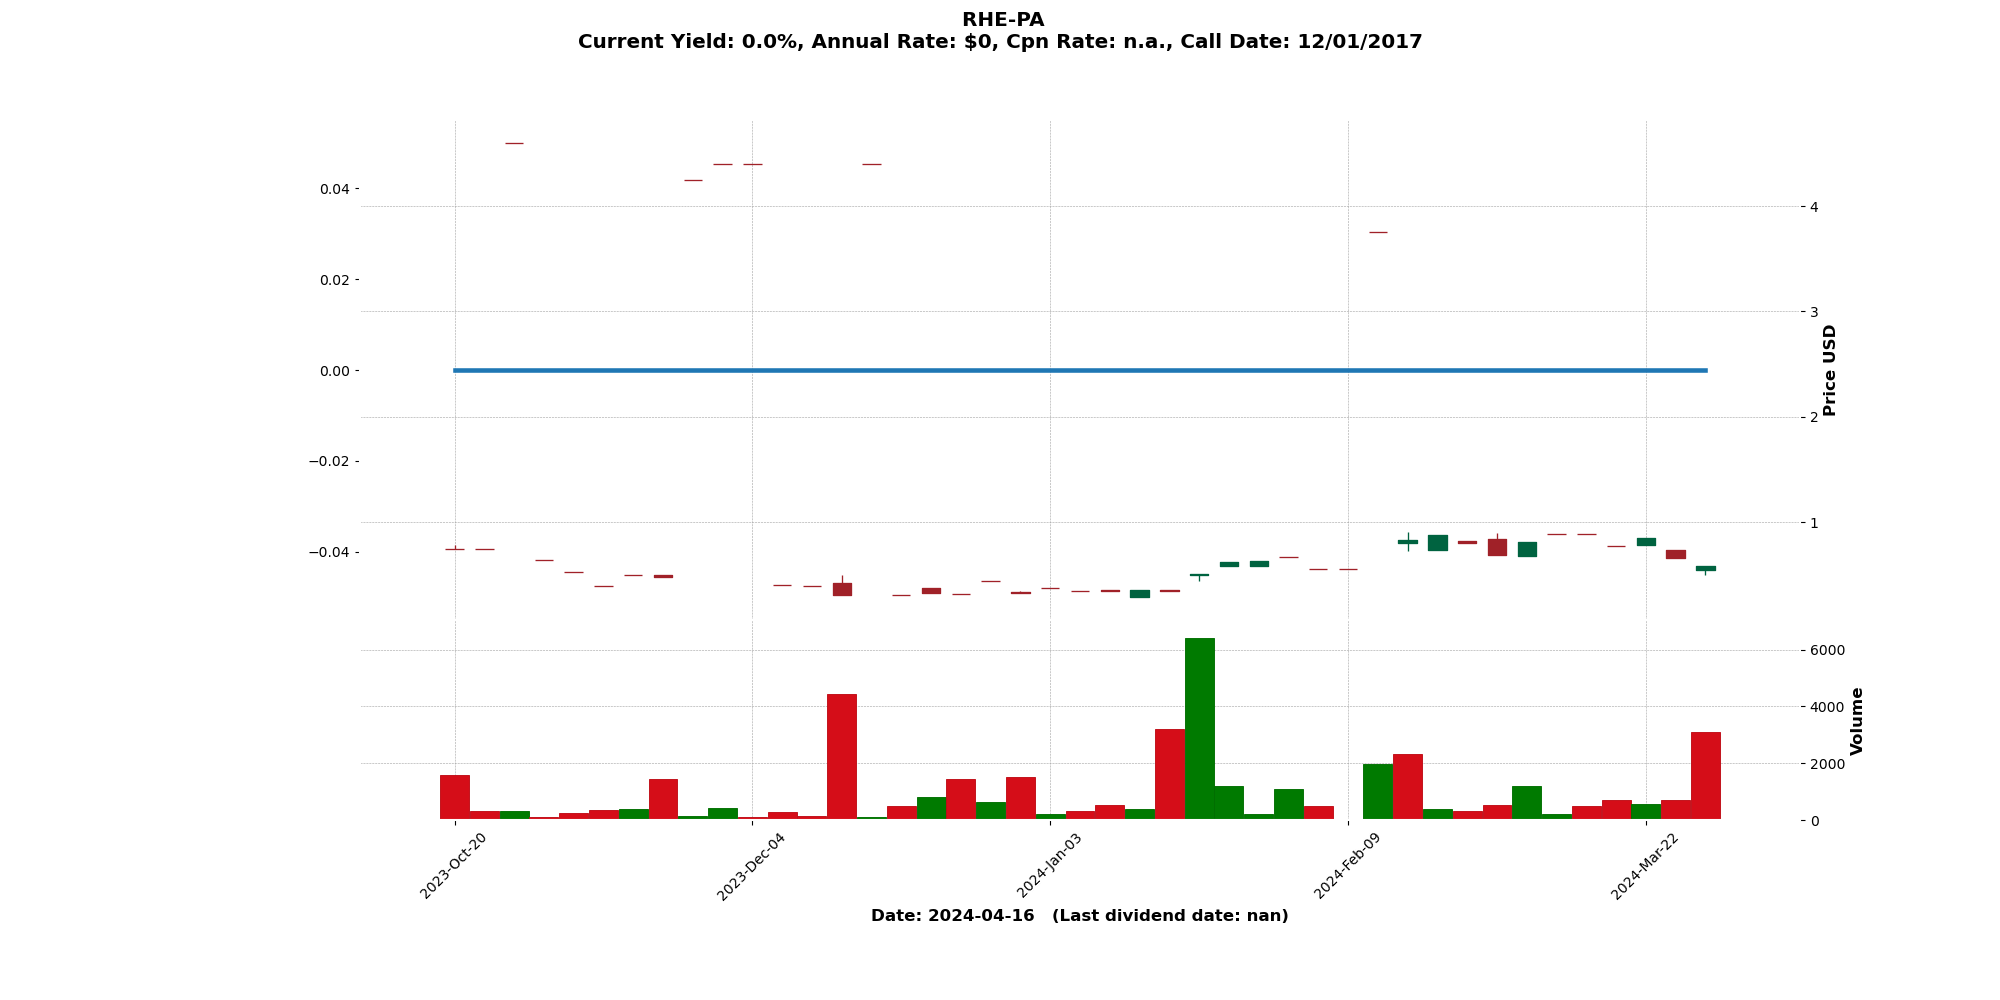 RHE-PA
Current Yield: 0.0%, Annual Rate: $0, Cpn Rate: n.a., Call Date: 12/01/2017
0.04
0.02
0.00
−0.02
−0.04
4
3
2
1
Price USD
6000
4000
2000
0
Volume
2023-Oct-20
2023-Dec-04
2024-Jan-03
2024-Feb-09
2024-Mar-22
Date: 2024-04-16   (Last dividend date: nan)